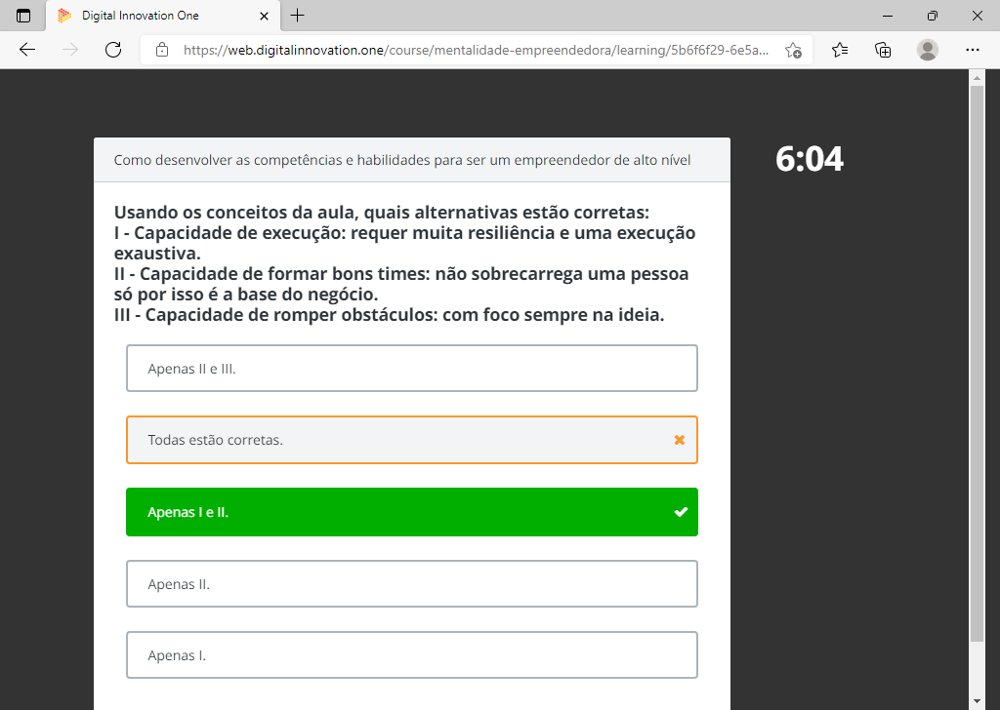 Digital Innovation One
https://web.digitalinnovation.one/course/mentalidade-empreendedora/learning/5b6f6f29-6e5a...
Como desenvolver as competências e habilidades para ser um empreendedor de alto nível
6:04
Usando os conceitos da aula, quais alternativas estão corretas:
I - Capacidade de execução: requer muita resiliência e uma execução
exaustiva.
II - Capacidade de formar bons times: não sobrecarrega uma pessoa
só por isso é a base do negócio.
III - Capacidade de romper obstáculos: com foco sempre na ideia.
Apenas II e III.
Todas estão corretas.
Apenas I e II.
Apenas II.
Apenas I.